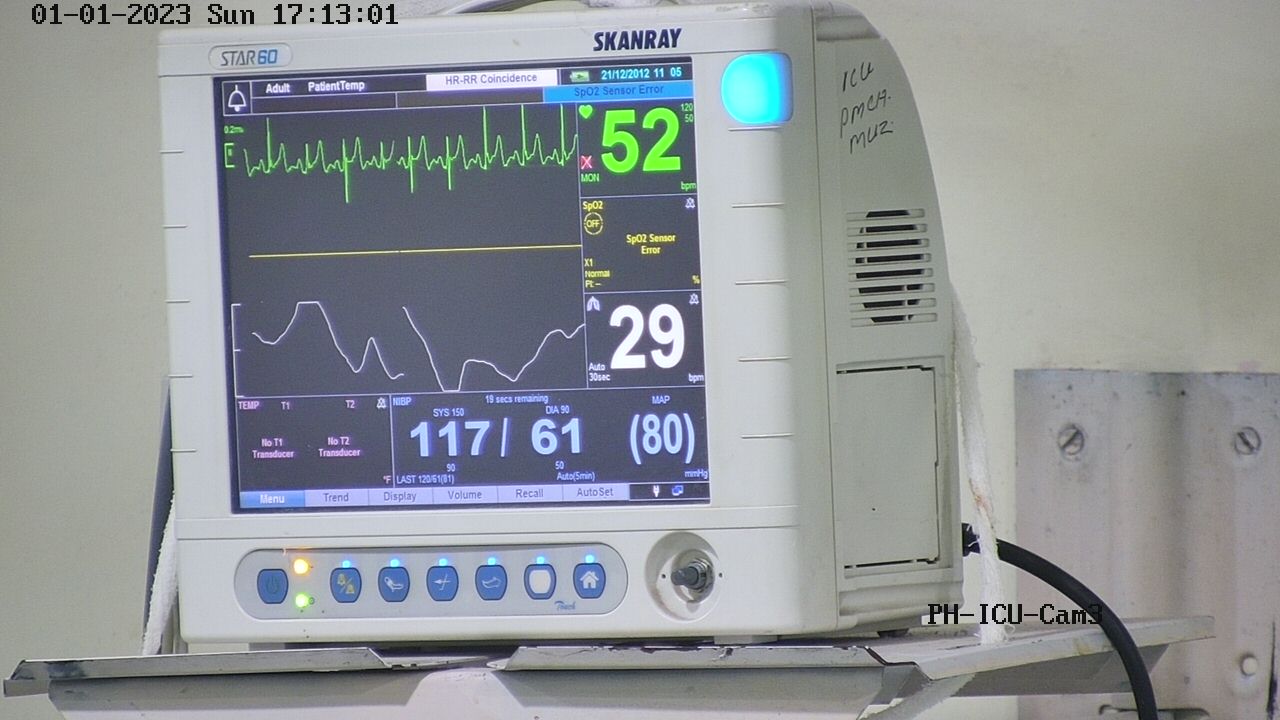 01-01-2023 Sun 17:13:01
SKANRAY
STAR 60
Adult PatientTemp HR-RR Coincidence 21/12/2012 11 05
SpO2 Sensor Error
120
50
52
MON
bpm
SpO2
OFF
SpO2 Sensor
Error
X1
Normal
PI: --
%
29
Auto
30sec
bpm
TEMP T1 T2
No T1
Transducer
No T2
Transducer
°F
NIBP 19 secs remaining
SYS 150 DIA 90 MAP
117/ 61 (80)
90 50
LAST 120/61(81) Auto(5min) mmHg
Menu Trend Display Volume Recall AutoSet
Touch
ICU
PMCH.
MUZ.
PH-ICU-Cam3